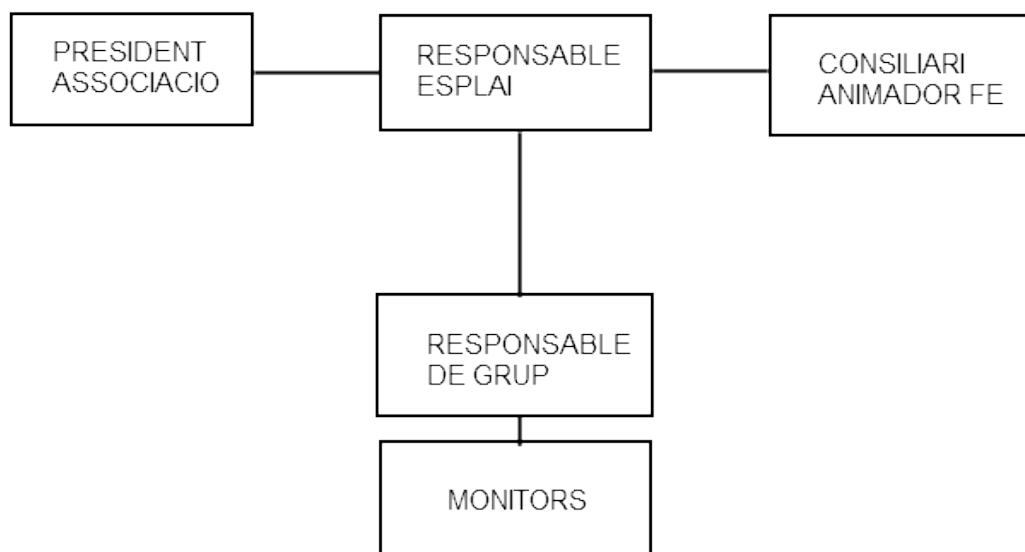 PRESIDENT
ASSOCIACIO
RESPONSABLE
ESPLAI
CONSILIARI
ANIMADOR FE
RESPONSABLE
DE GRUP
MONITORS